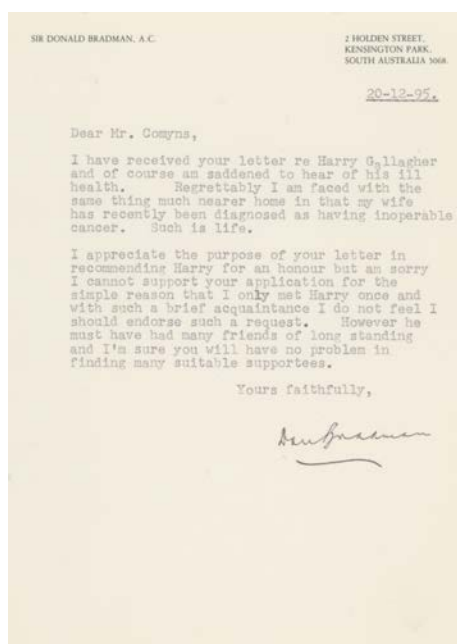 SIR DONALD BRADMAN, A.C.
2 HOLDEN STREET,
KENSINGTON PARK,
SOUTH AUSTRALIA 5068
20-12-95.
Dear Mr. Comyns,
I have received your letter re Harry Gallagher
and of course am saddened to hear of his ill
health. Regrettably I am faced with the
same thing much nearer home in that my wife
has recently been diagnosed as having inoperable
cancer. Such is life.
I appreciate the purpose of your letter in
recommending Harry for an honour but am sorry
I cannot support your application for the
simple reason that I only met Harry once and
with such a brief acquaintance I do not feel I
should endorse such a request. However he
must have had many friends of long standing
and I'm sure you will have no problem in
finding many suitable supportees.
Yours faithfully,
Don Bradman